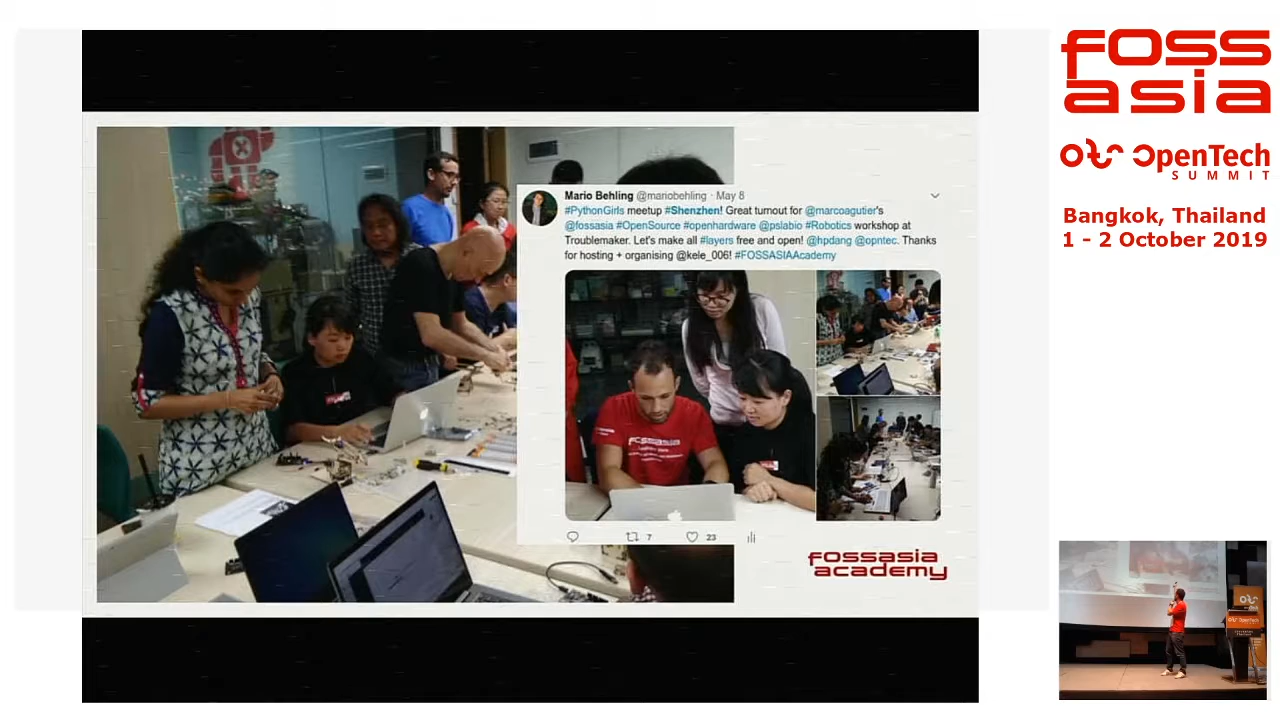 Mario Behling @mariobehling · May 8
#PythonGirls meetup #Shenzhen! Great turnout for @marcoagutier's
@fossasia #OpenSource #openhardware @pslabio #Robotics workshop at
Troublemaker. Let's make all #layers free and open! @hpdang @opntec. Thanks
for hosting + organising @kele_006! #FOSSASIAAcademy
fossasia
7
23
fossasia
academy
foss
asia
OpenTech
SUMMIT
Bangkok, Thailand
1 - 2 October 2019
OpenTech